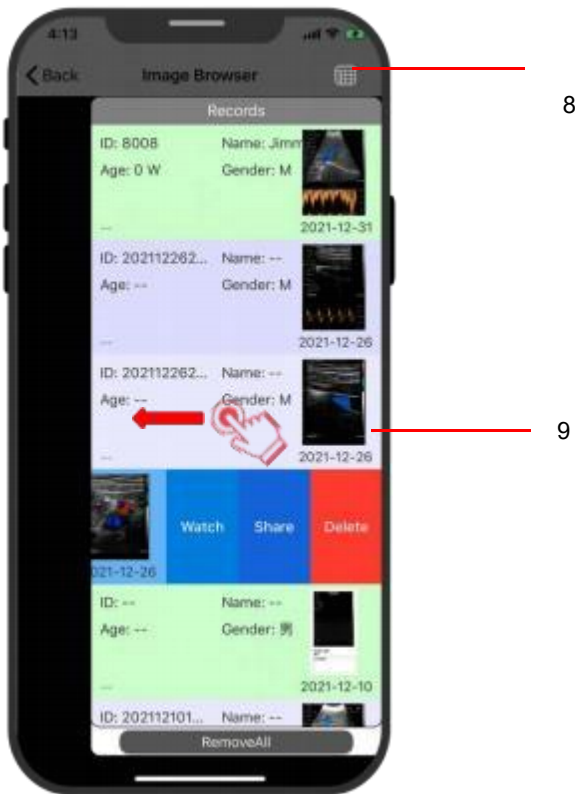 4:13
Back Image Browser
8
Records
ID: 8008 Name: Jimm
Age: 0 W Gender: M
--
2021-12-31
ID: 202112262... Name: --
Age: -- Gender: M
--
2021-12-26
ID: 202112262... Name: --
Age: -- Gender: M
9
--
2021-12-26
Watch Share Delete
021-12-26
ID: -- Name: --
Age: -- Gender: 男
--
2021-12-10
ID: 202112101... Name: --
RemoveAll